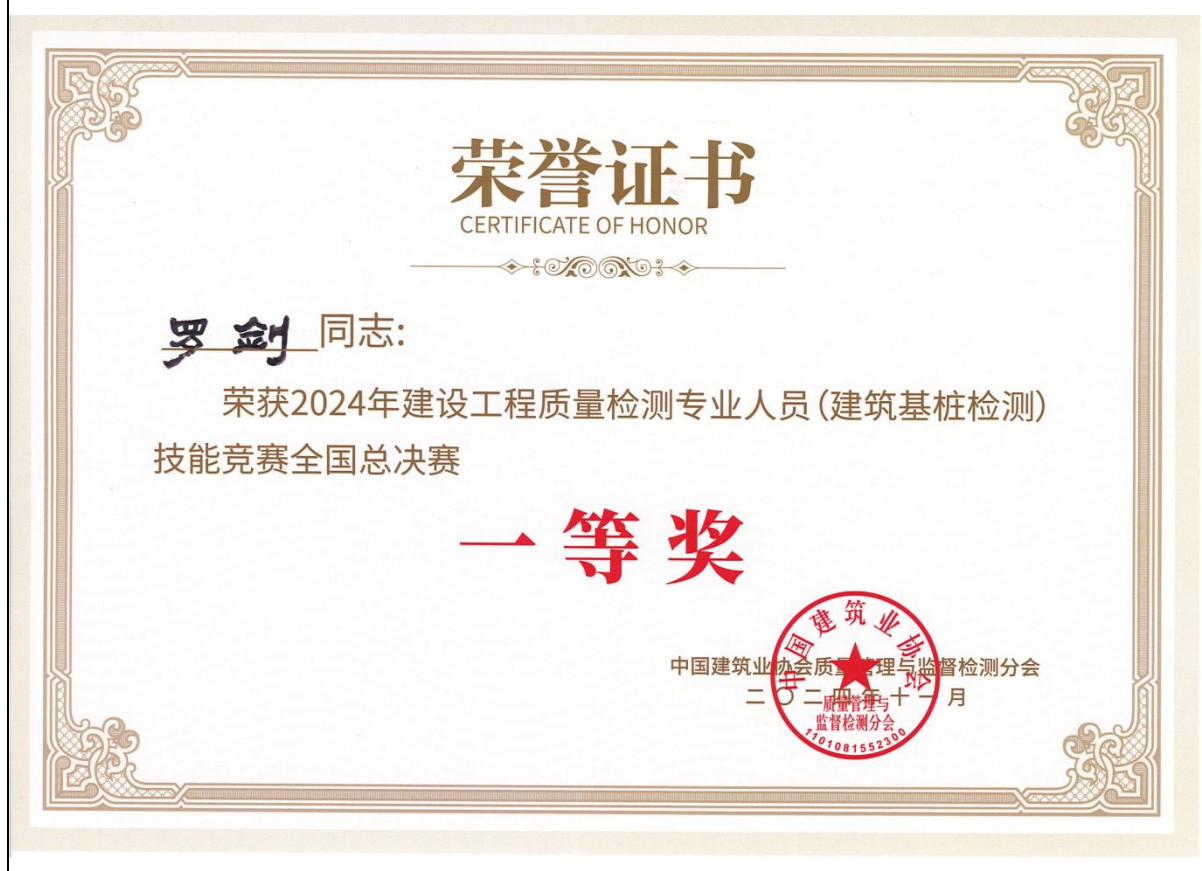 荣誉证书
CERTIFICATE OF HONOR
罗剑同志:
荣获2024年建设工程质量检测专业人员(建筑基桩检测)
技能竞赛全国总决赛
一等奖
中国建筑业协会质量管理与监督检测分会
二〇二四年十一月
中国建筑业协会
质量管理与
监督检测分会
1101081552300